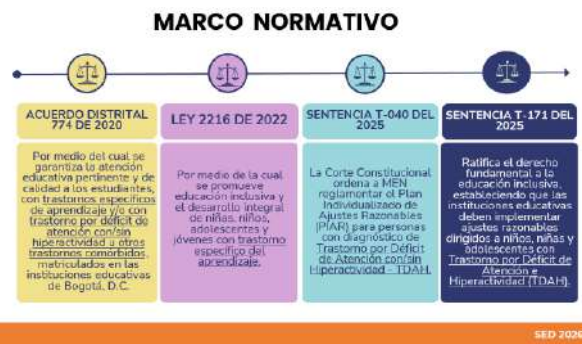 MARCO NORMATIVO
ACUERDO DISTRITAL
774 DE 2020
Por medio del cual se
garantiza la atención
educativa pertinente y de
calidad a los estudiantes,
con trastornos específicos
de aprendizaje y/o con
trastorno por déficit de
atención con/sin
hiperactividad u otros
trastornos comórbidos,
matriculados en las
instituciones educativas
de Bogotá, D.C.
LEY 2216 DE 2022
Por medio de la cual
se promueve
educación inclusiva y
el desarrollo integral
de niñas, niños,
adolescentes y
jóvenes con trastorno
específico del
aprendizaje.
SENTENCIA T-040 DEL
2025
La Corte Constitucional
ordena a MEN
reglamentar el Plan
Individualizado de
Ajustes Razonables
(PIAR) para personas
con diagnóstico de
Trastorno por Déficit
de Atención con/sin
Hiperactividad - TDAH.
SENTENCIA T-171 DEL
2025
Ratifica el derecho
fundamental a la
educación inclusiva,
estableciendo que las
instituciones educativas
deben implementar
ajustes razonables
dirigidos a niños, niñas y
adolescentes con
Trastorno por Déficit de
Atención e
Hiperactividad (TDAH).
SED 2026